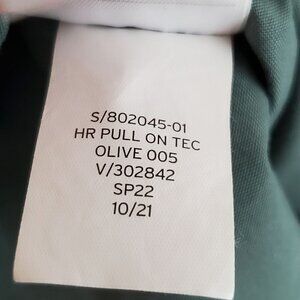 S/802045-01
HR PULL ON TEC
OLIVE 005
V/302842
SP22
10/21